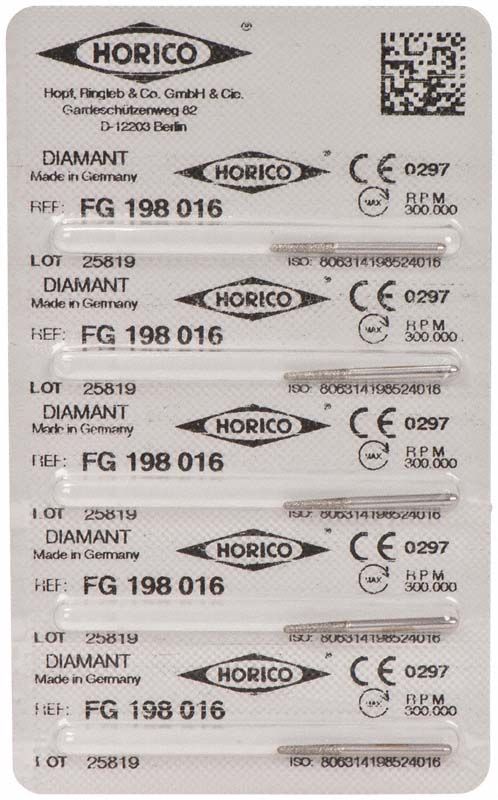 HORICO ®
Hopf, Ringleb & Co. GmbH & Cie.
Gardeschützenweg 82
D-12203 Berlin
DIAMANT HORICO ® CE 0297
Made in Germany
REF: FG 198 016 MAX RPM 300.000
LOT 25819 ISO: 806314198524016
DIAMANT HORICO ® CE 0297
Made in Germany
REF: FG 198 016 MAX RPM 300.000
LOT 25819 ISO: 806314198524016
DIAMANT HORICO ® CE 0297
Made in Germany
REF: FG 198 016 MAX RPM 300.000
LOT 25819 ISO: 806314198524016
DIAMANT HORICO ® CE 0297
Made in Germany
REF: FG 198 016 MAX RPM 300.000
LOT 25819 ISO: 806314198524016
DIAMANT HORICO ® CE 0297
Made in Germany
REF: FG 198 016 MAX RPM 300.000
LOT 25819 ISO: 806314198524016